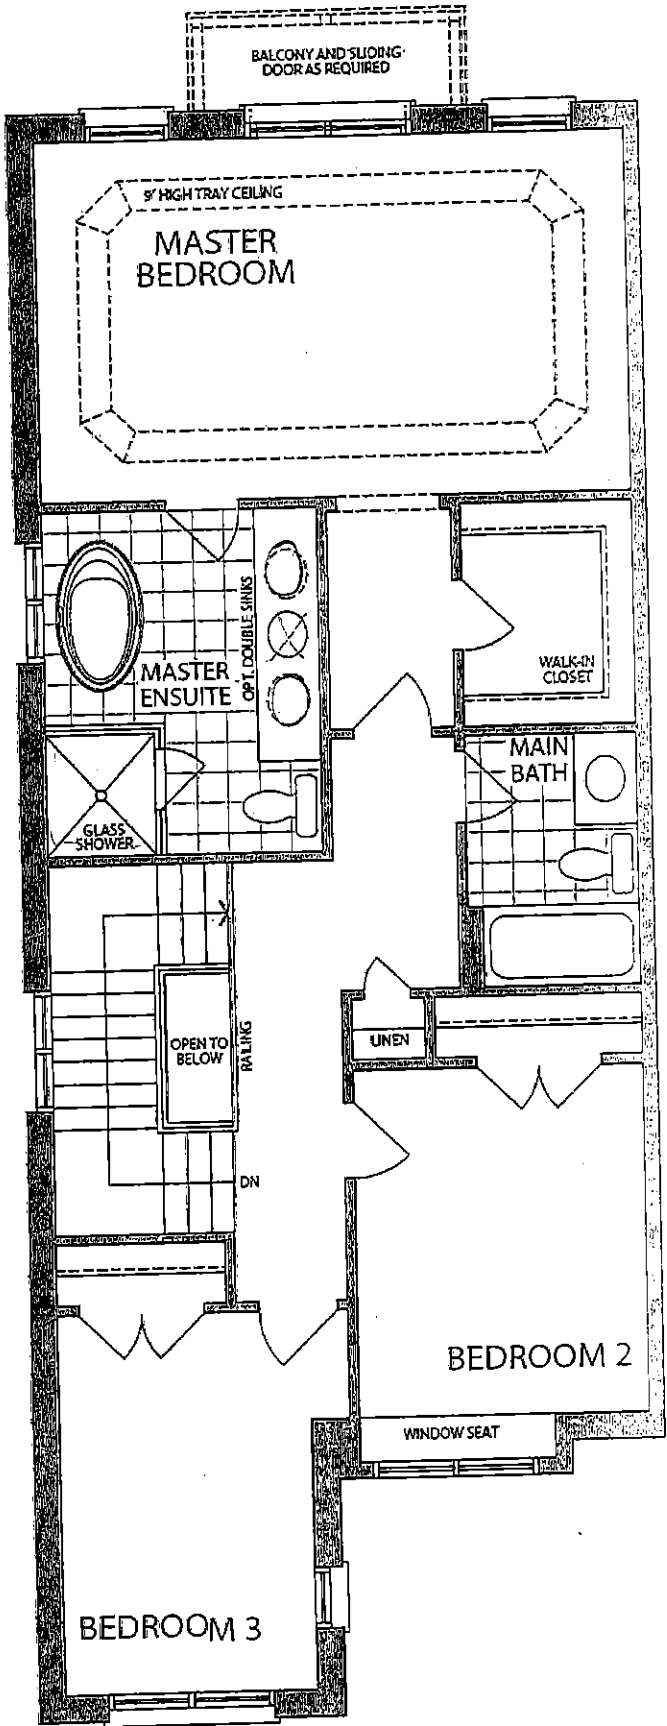 BALCONY AND SLIDING
DOOR AS REQUIRED
9' HIGH TRAY CEILING
MASTER
BEDROOM
OPT. DOUBLE SINKS
MASTER
ENSUITE
WALK-IN
CLOSET
MAIN
BATH
GLASS
SHOWER
OPEN TO
BELOW
RAILING
LINEN
DN
BEDROOM 2
WINDOW SEAT
BEDROOM 3